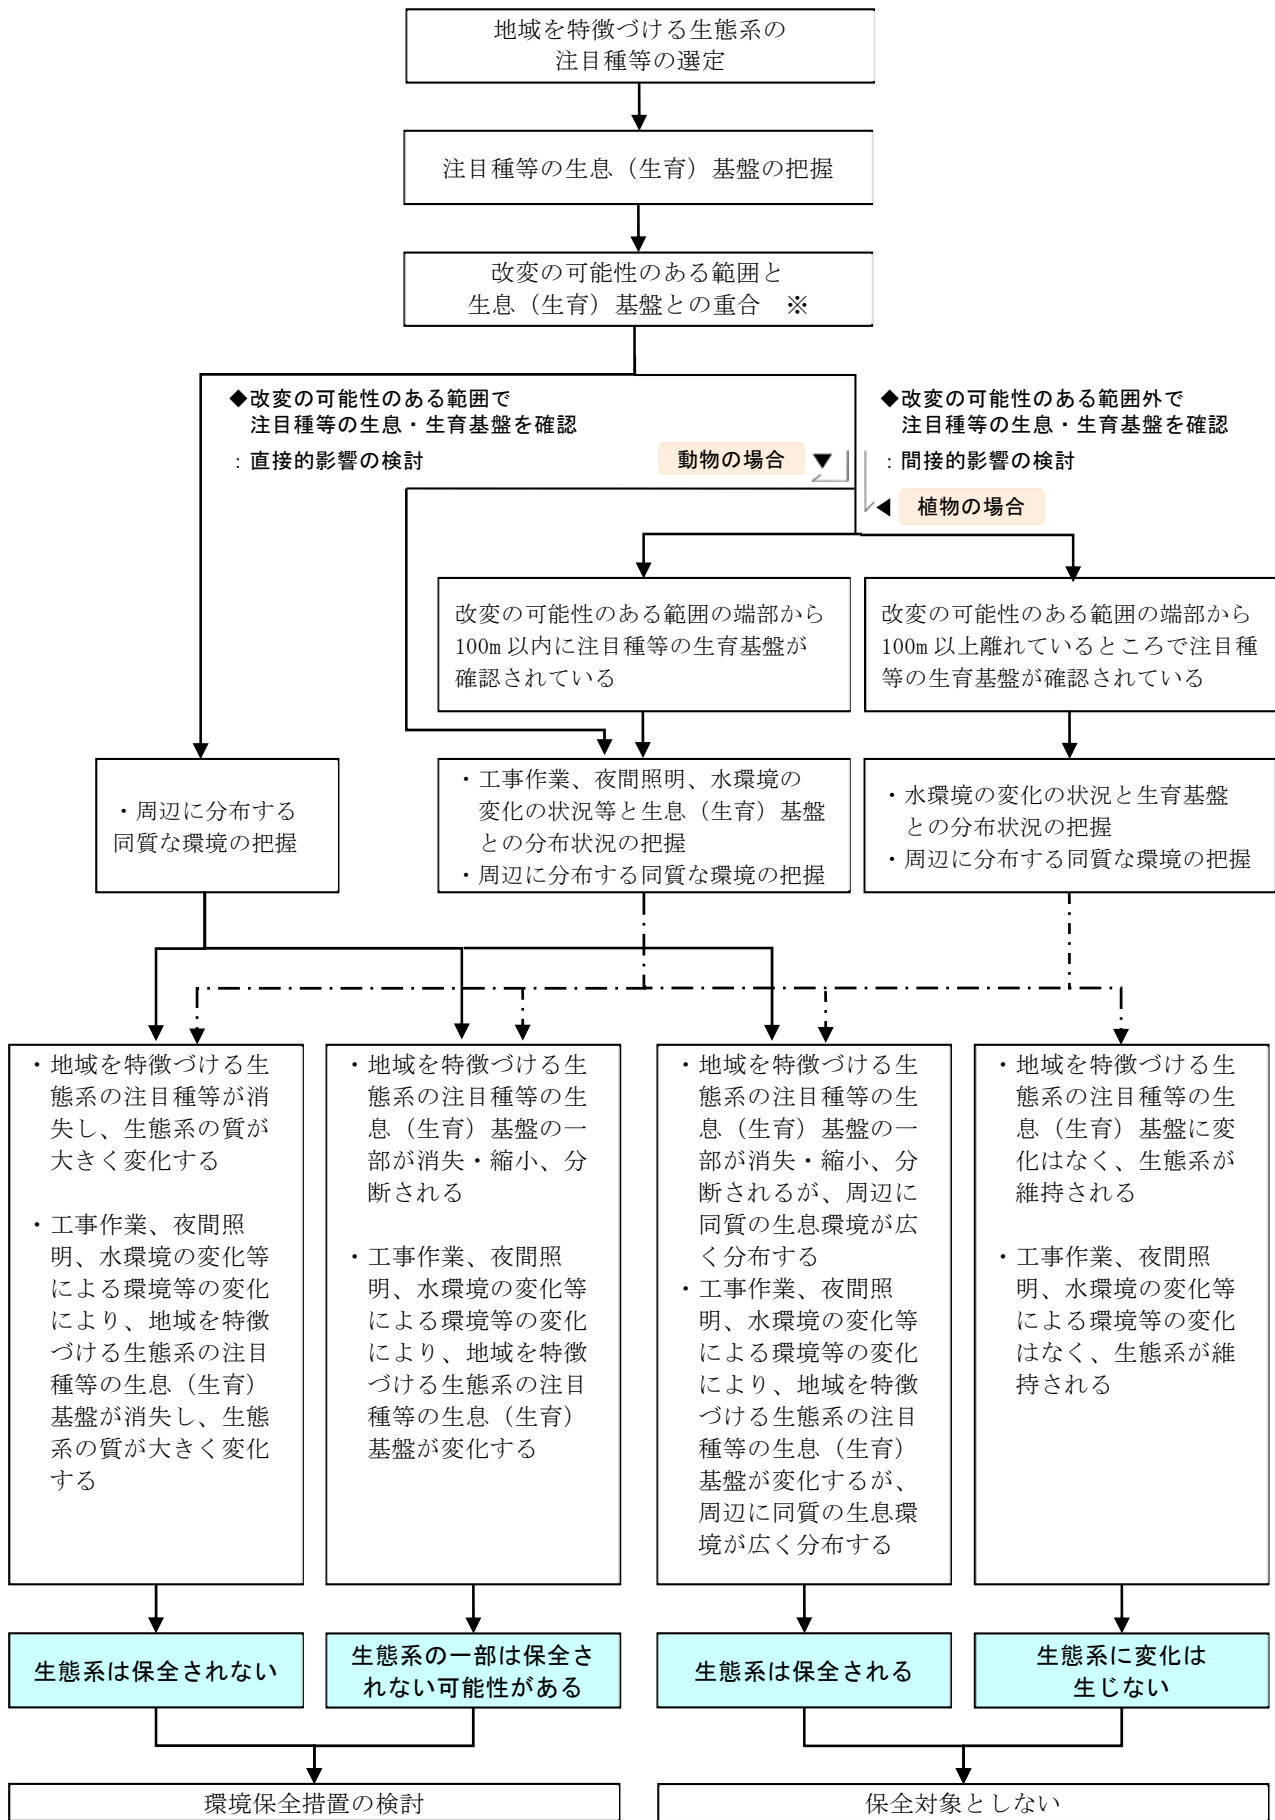 地域を特徴づける生態系の
注目種等の選定
注目種等の生息（生育）基盤の把握
改変の可能性のある範囲と
生息（生育）基盤との重合　※
◆改変の可能性のある範囲で
注目種等の生息・生育基盤を確認
：直接的影響の検討
動物の場合 ▼
◆改変の可能性のある範囲外で
注目種等の生息・生育基盤を確認
：間接的影響の検討
◀ 植物の場合
改変の可能性のある範囲の端部から
100m 以内に注目種等の生育基盤が
確認されている
改変の可能性のある範囲の端部から
100m 以上離れているところで注目種
等の生育基盤が確認されている
・周辺に分布する
同質な環境の把握
・工事作業、夜間照明、水環境の
変化の状況等と生息（生育）基盤
との分布状況の把握
・周辺に分布する同質な環境の把握
・水環境の変化の状況と生育基盤
との分布状況の把握
・周辺に分布する同質な環境の把握
・地域を特徴づける生
態系の注目種等が消
失し、生態系の質が
大きく変化する
・工事作業、夜間照
明、水環境の変化等
による環境等の変化
により、地域を特徴
づける生態系の注目
種等の生息（生育）
基盤が消失し、生態
系の質が大きく変化
する
・地域を特徴づける生
態系の注目種等の生
息（生育）基盤の一
部が消失・縮小、分
断される
・工事作業、夜間照
明、水環境の変化等
による環境等の変化
により、地域を特徴
づける生態系の注目
種等の生息（生育）
基盤が変化する
・地域を特徴づける生
態系の注目種等の生
息（生育）基盤の一
部が消失・縮小、分
断されるが、周辺に
同質の生息環境が広
く分布する
・工事作業、夜間照
明、水環境の変化等
による環境等の変化
により、地域を特徴
づける生態系の注目
種等の生息（生育）
基盤が変化するが、
周辺に同質の生息環
境が広く分布する
・地域を特徴づける生
態系の注目種等の生
息（生育）基盤に変
化はなく、生態系が
維持される
・工事作業、夜間照
明、水環境の変化等
による環境等の変化
はなく、生態系が維
持される
生態系は保全されない
生態系の一部は保全さ
れない可能性がある
生態系は保全される
生態系に変化は
生じない
環境保全措置の検討
保全対象としない